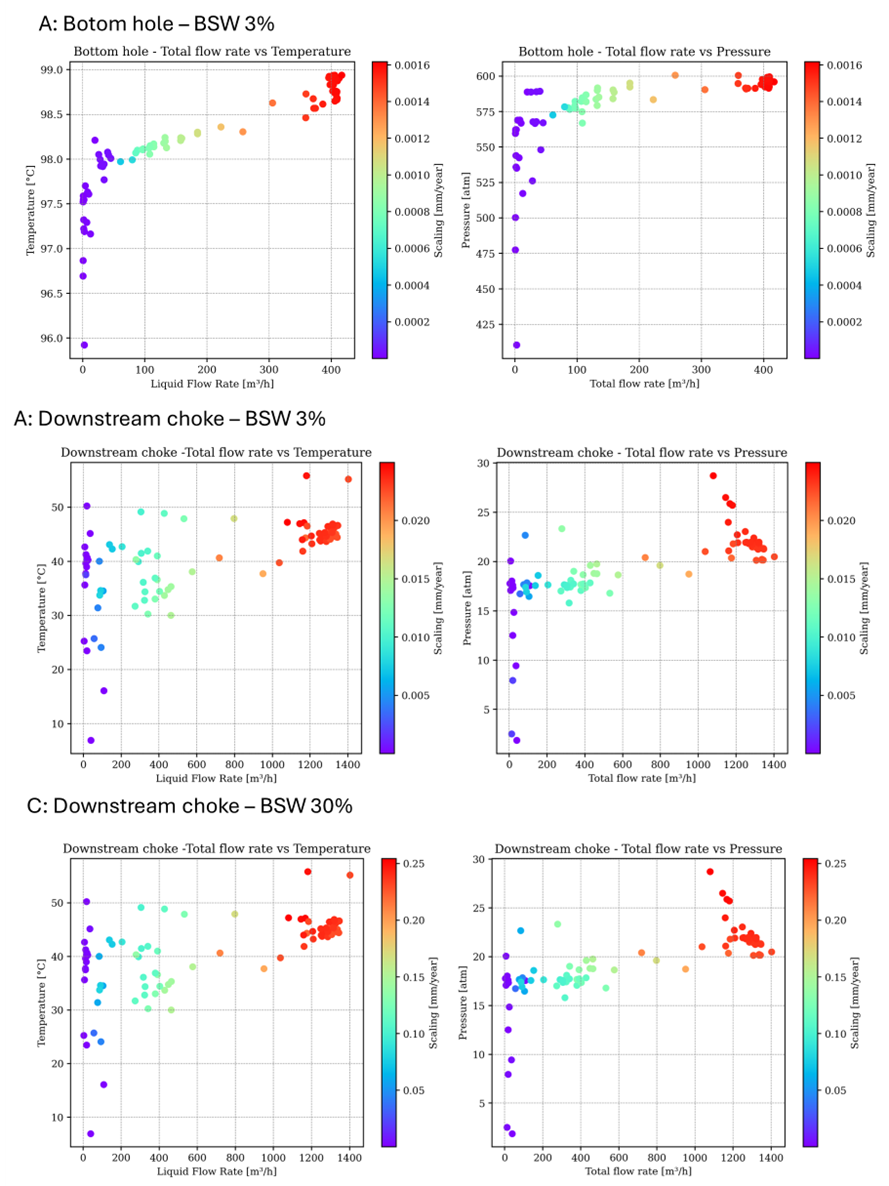 A: Botom hole – BSW 3%
Bottom hole - Total flow rate vs Temperature
99.0
98.5
98.0
97.5
97.0
96.5
96.0
Temperature [°C]
0 100 200 300 400
Liquid Flow Rate [m³/h]
0.0016
0.0014
0.0012
0.0010
0.0008
0.0006
0.0004
0.0002
Scaling [mm/year]
Bottom hole - Total flow rate vs Pressure
600
575
550
525
500
475
450
425
Pressure [atm]
0 100 200 300 400
Total flow rate [m³/h]
0.0016
0.0014
0.0012
0.0010
0.0008
0.0006
0.0004
0.0002
Scaling [mm/year]
A: Downstream choke – BSW 3%
Downstream choke -Total flow rate vs Temperature
50
40
30
20
10
Temperature [°C]
0 200 400 600 800 1000 1200 1400
Liquid Flow Rate [m³/h]
0.020
0.015
0.010
0.005
Scaling [mm/year]
Downstream choke - Total flow rate vs Pressure
30
25
20
15
10
5
Pressure [atm]
0 200 400 600 800 1000 1200 1400
Total flow rate [m³/h]
0.020
0.015
0.010
0.005
Scaling [mm/year]
C: Downstream choke – BSW 30%
Downstream choke -Total flow rate vs Temperature
50
40
30
20
10
Temperature [°C]
0 200 400 600 800 1000 1200 1400
Liquid Flow Rate [m³/h]
0.25
0.20
0.15
0.10
0.05
Scaling [mm/year]
Downstream choke - Total flow rate vs Pressure
30
25
20
15
10
5
Pressure [atm]
0 200 400 600 800 1000 1200 1400
Total flow rate [m³/h]
0.25
0.20
0.15
0.10
0.05
Scaling [mm/year]